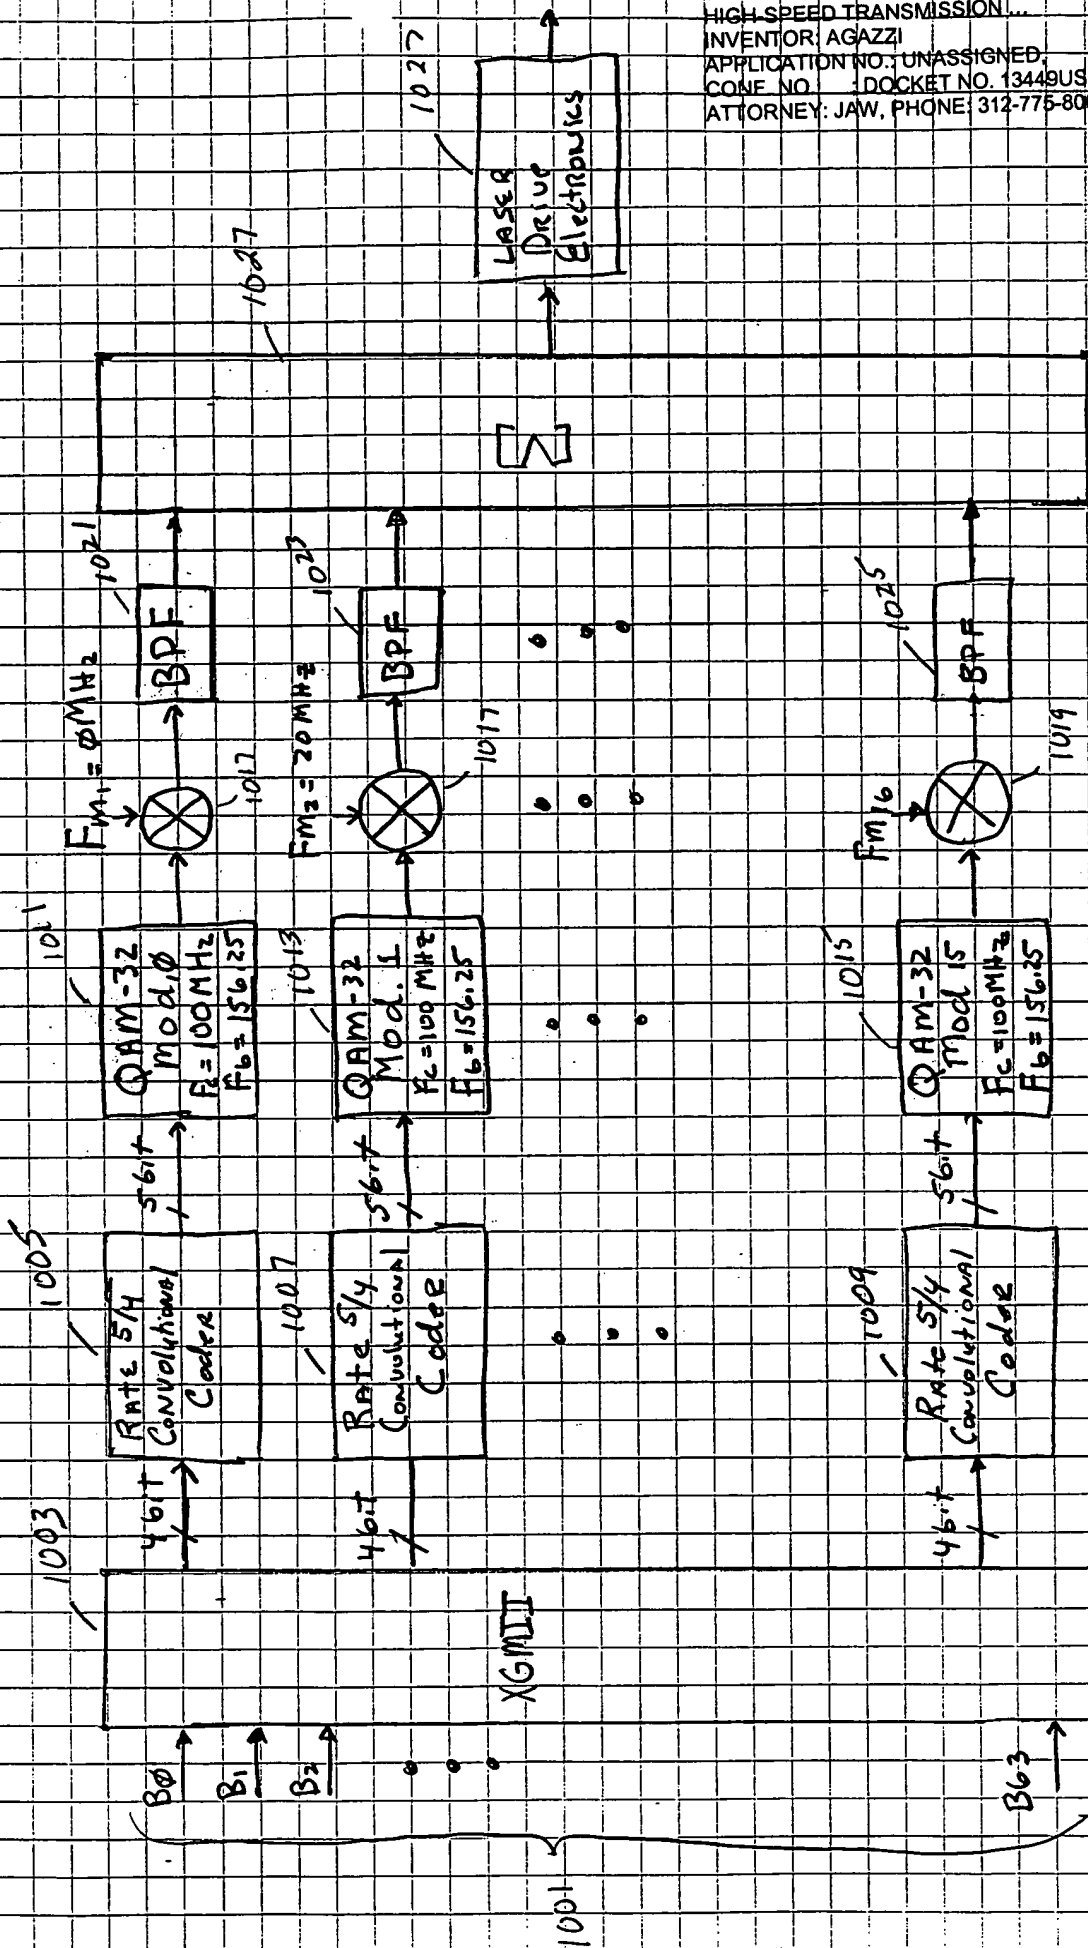 HIGH-SPEED TRANSMISSION ...
INVENTOR: AGAZZI
APPLICATION NO.: UNASSIGNED,
CONF. NO. : DOCKET NO. 13449US
ATTORNEY: JAW, PHONE: 312-775-80
1001
BØ
B1
B2
B63
1003
XGMII
4bit
4bit
4bit
1005
RATE 5/4
CONVOLUTIONAL
Coder
1007
RATE 5/4
Convolutional
Coder
1009
RATE 5/4
Convolutional
Coder
5bit
5bit
5bit
1011
QAM-32
Mod.Ø
Fc=100MHz
Fb=156.25
1013
QAM-32
Mod. 1
Fc=100 MHz
Fb=156.25
1015
QAM-32
Mod 15
Fc=100MHz
Fb=156.25
Fm1=ØMHz
1017
Fm2=20MHz
1017
Fm16
1019
BPF
1021
BPF
1023
BPF
1025
Σ
1027
LASER
Drive
Electronics
1027